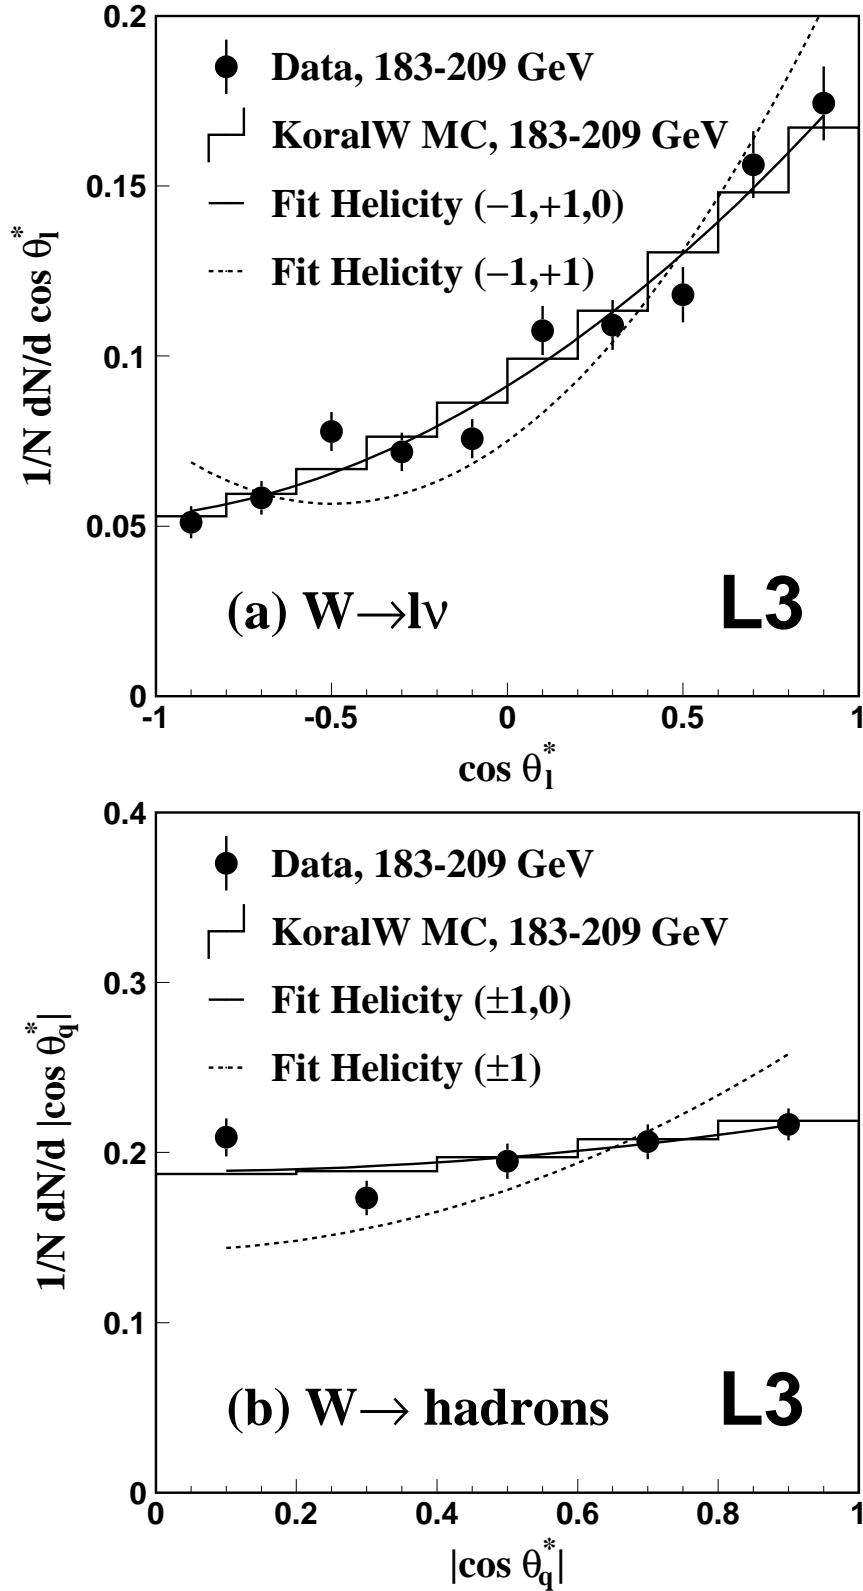 0.2
Data, 183-209 GeV
KoralW MC, 183-209 GeV
0.15
Fit Helicity (−1,+1,0)
Fit Helicity (−1,+1)
1/N dN/d cos θ_l^*
0.1
0.05
(a) W→lν
L3
0
-1 -0.5 0 0.5 1
cos θ_l^*
0.4
Data, 183-209 GeV
KoralW MC, 183-209 GeV
0.3
Fit Helicity (±1,0)
Fit Helicity (±1)
1/N dN/d |cos θ_q^*|
0.2
0.1
(b) W→ hadrons
L3
0
0 0.2 0.4 0.6 0.8 1
|cos θ_q^*|